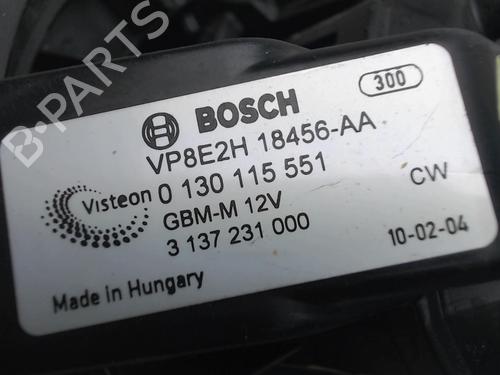 B-PARTS
300
BOSCH
VP8E2H 18456-AA
Visteon 0 130 115 551
GBM-M 12V
CW
3 137 231 000
10-02-04
Made in Hungary